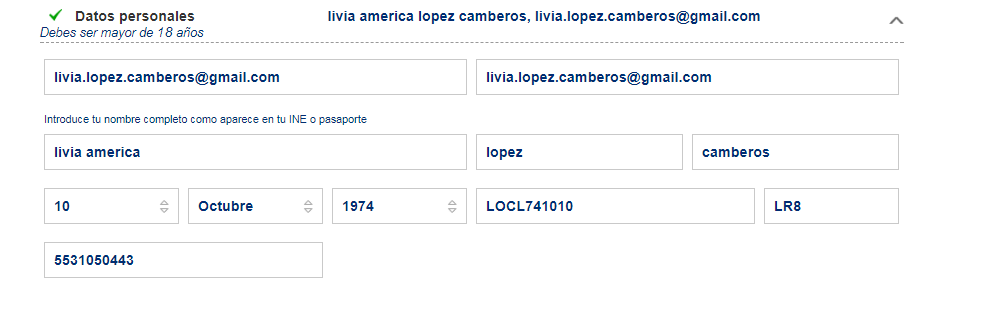 Datos personales livia america lopez camberos, livia.lopez.camberos@gmail.com
Debes ser mayor de 18 años
livia.lopez.camberos@gmail.com livia.lopez.camberos@gmail.com
Introduce tu nombre completo como aparece en tu INE o pasaporte
livia america lopez camberos
10 Octubre 1974 LOCL741010 LR8
5531050443